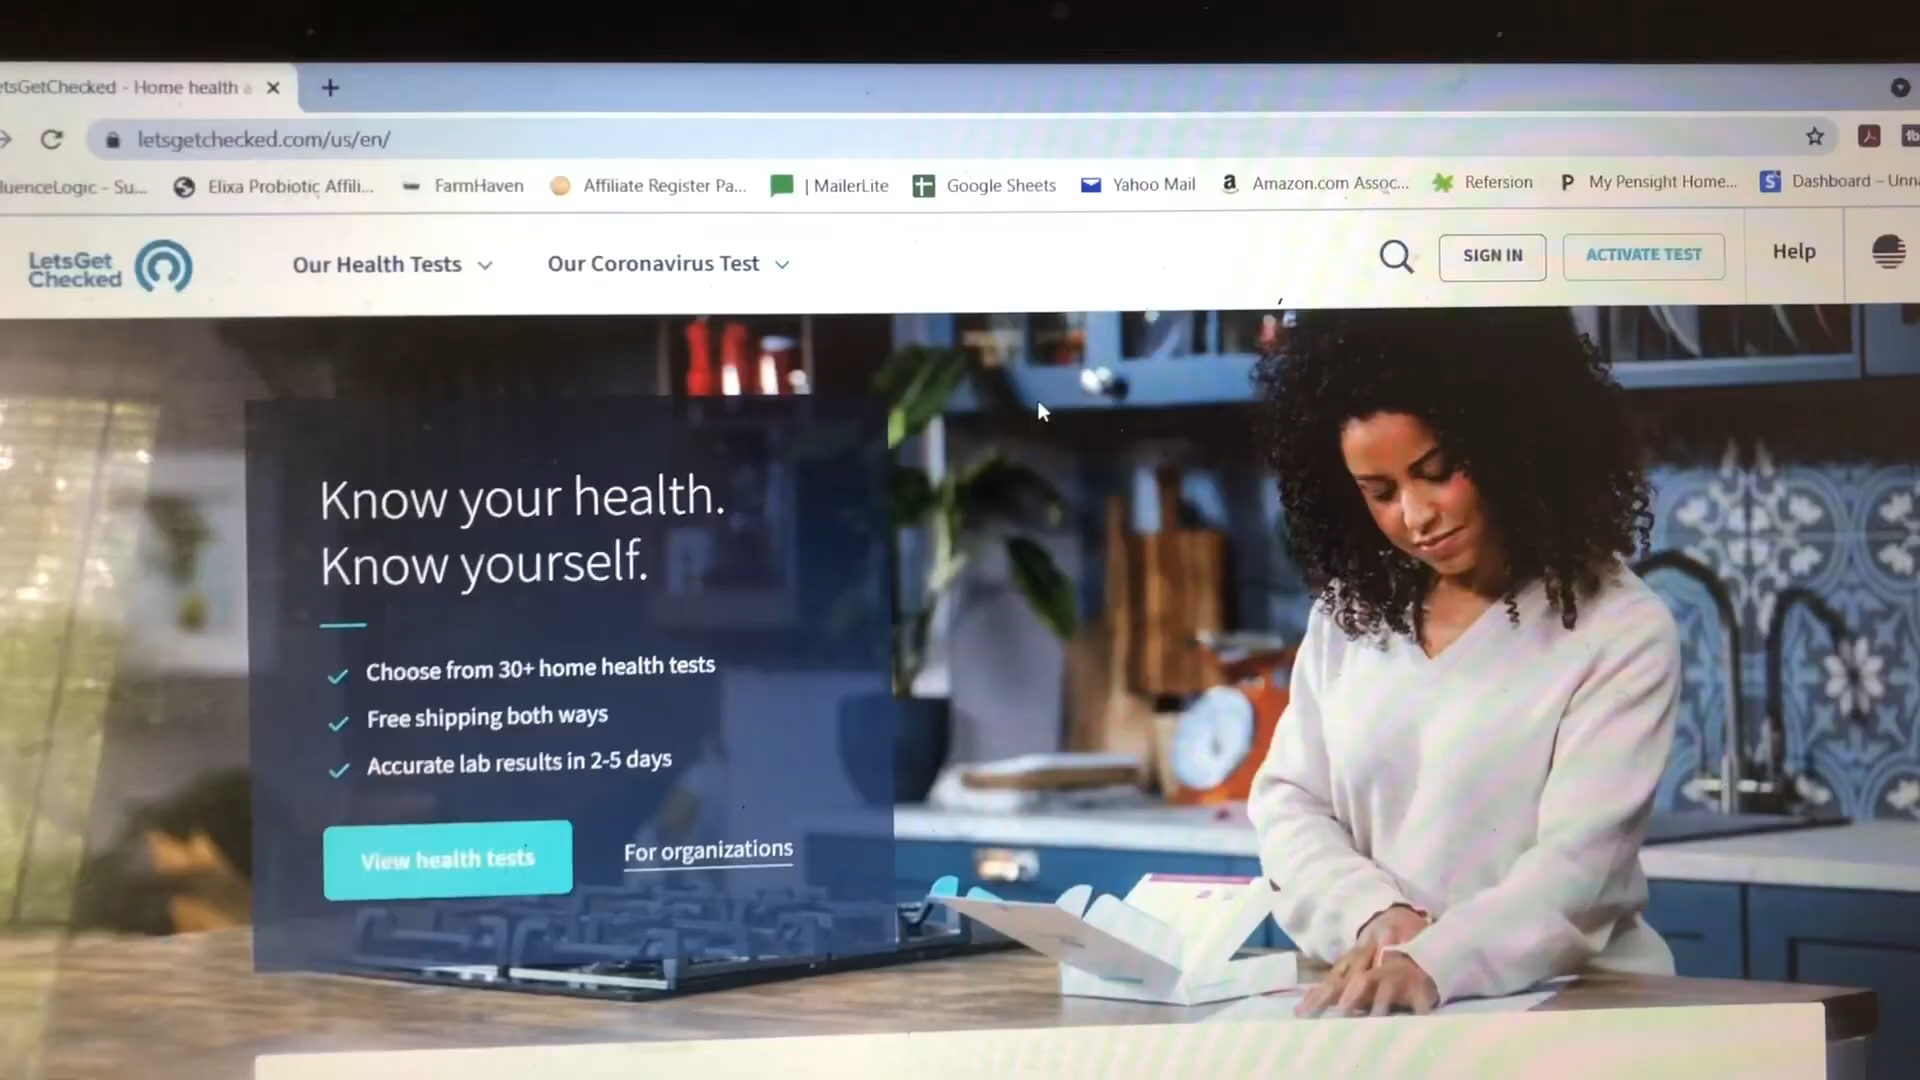 etsGetChecked - Home health
letsgetchecked.com/us/en/
luenceLogic - Su... Elixa Probiotic Affili... FarmHaven Affiliate Register Pa... | MailerLite Google Sheets Yahoo Mail Amazon.com Assoc... Refersion My Pensight Home... Dashboard – Unna
LetsGet
Checked
Our Health Tests Our Coronavirus Test SIGN IN ACTIVATE TEST Help
Know your health.
Know yourself.
Choose from 30+ home health tests
Free shipping both ways
Accurate lab results in 2-5 days
View health tests For organizations